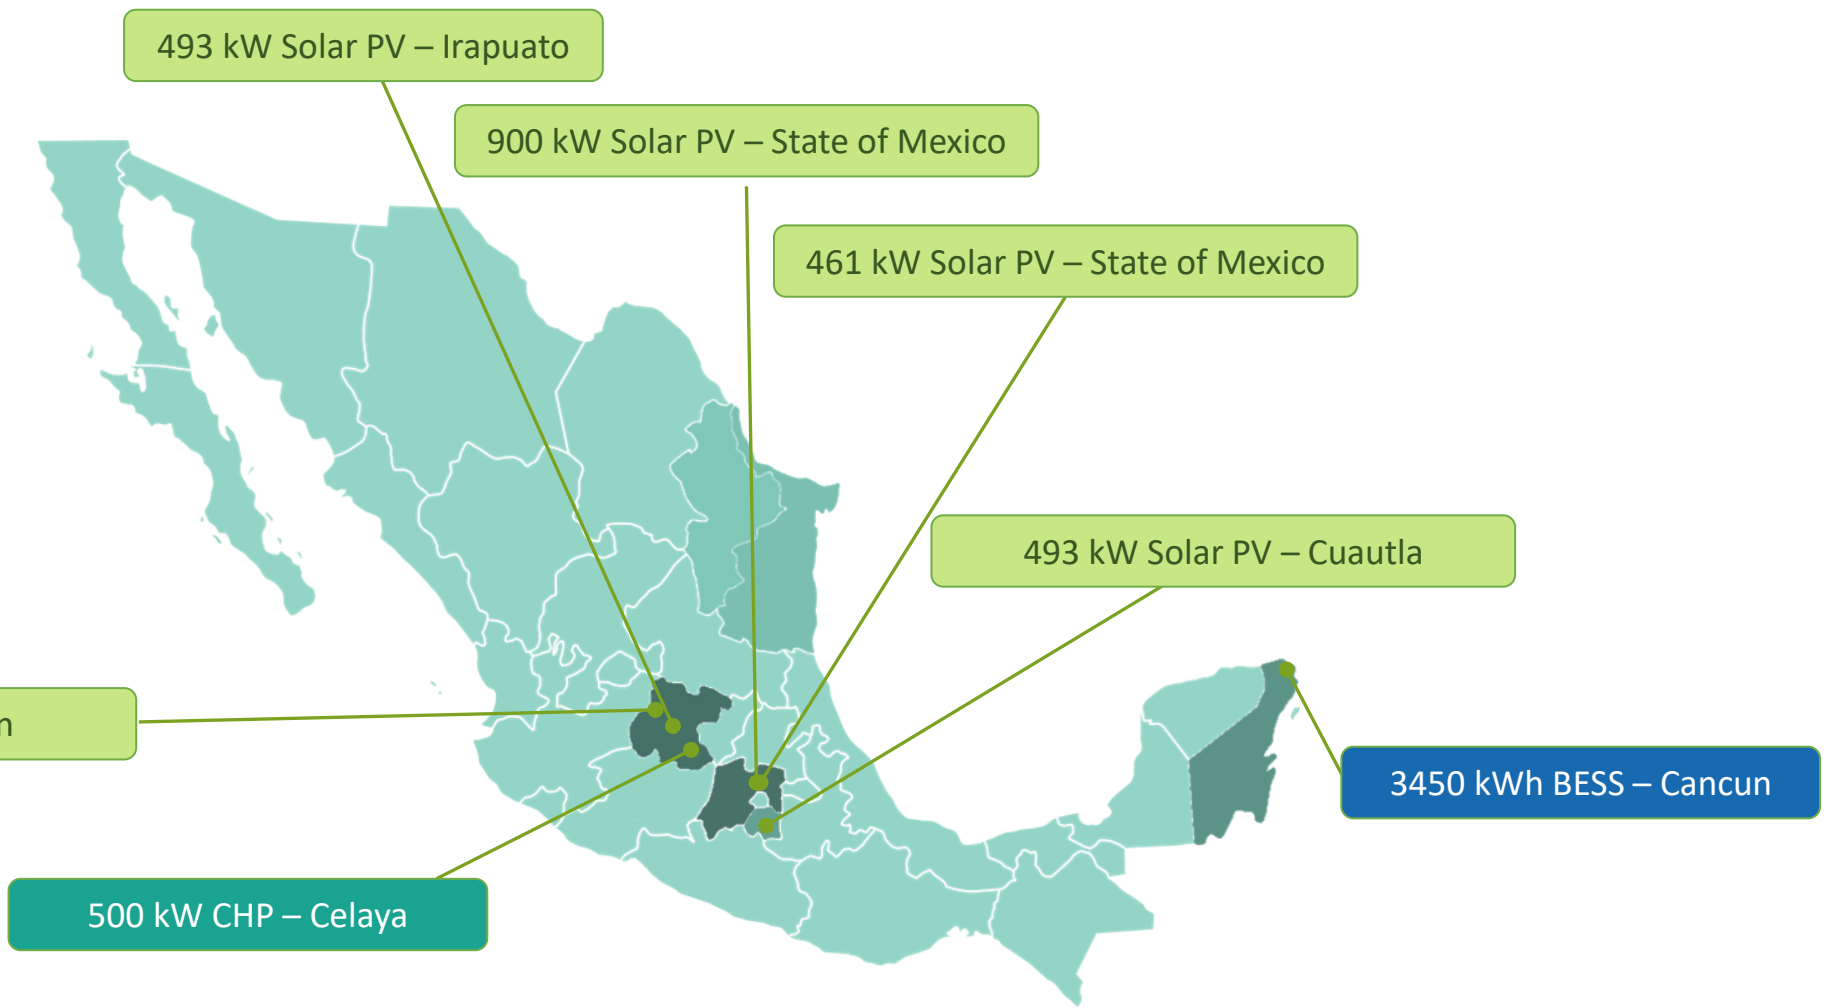 493 kW Solar PV – Irapuato
900 kW Solar PV – State of Mexico
461 kW Solar PV – State of Mexico
493 kW Solar PV – Cuautla
3450 kWh BESS – Cancun
500 kW CHP – Celaya